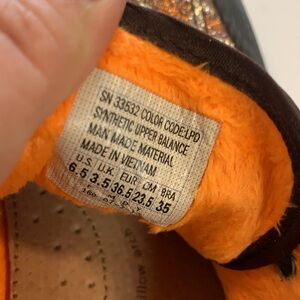 SN 33532 COLOR CODE:LPD
SYNTHETIC UPPER BALANCE
MAN MADE MATERIAL
MADE IN VIETNAM
U.S. U.K. EUR CM BRA
6.5 3.5 36.5 23.5 35